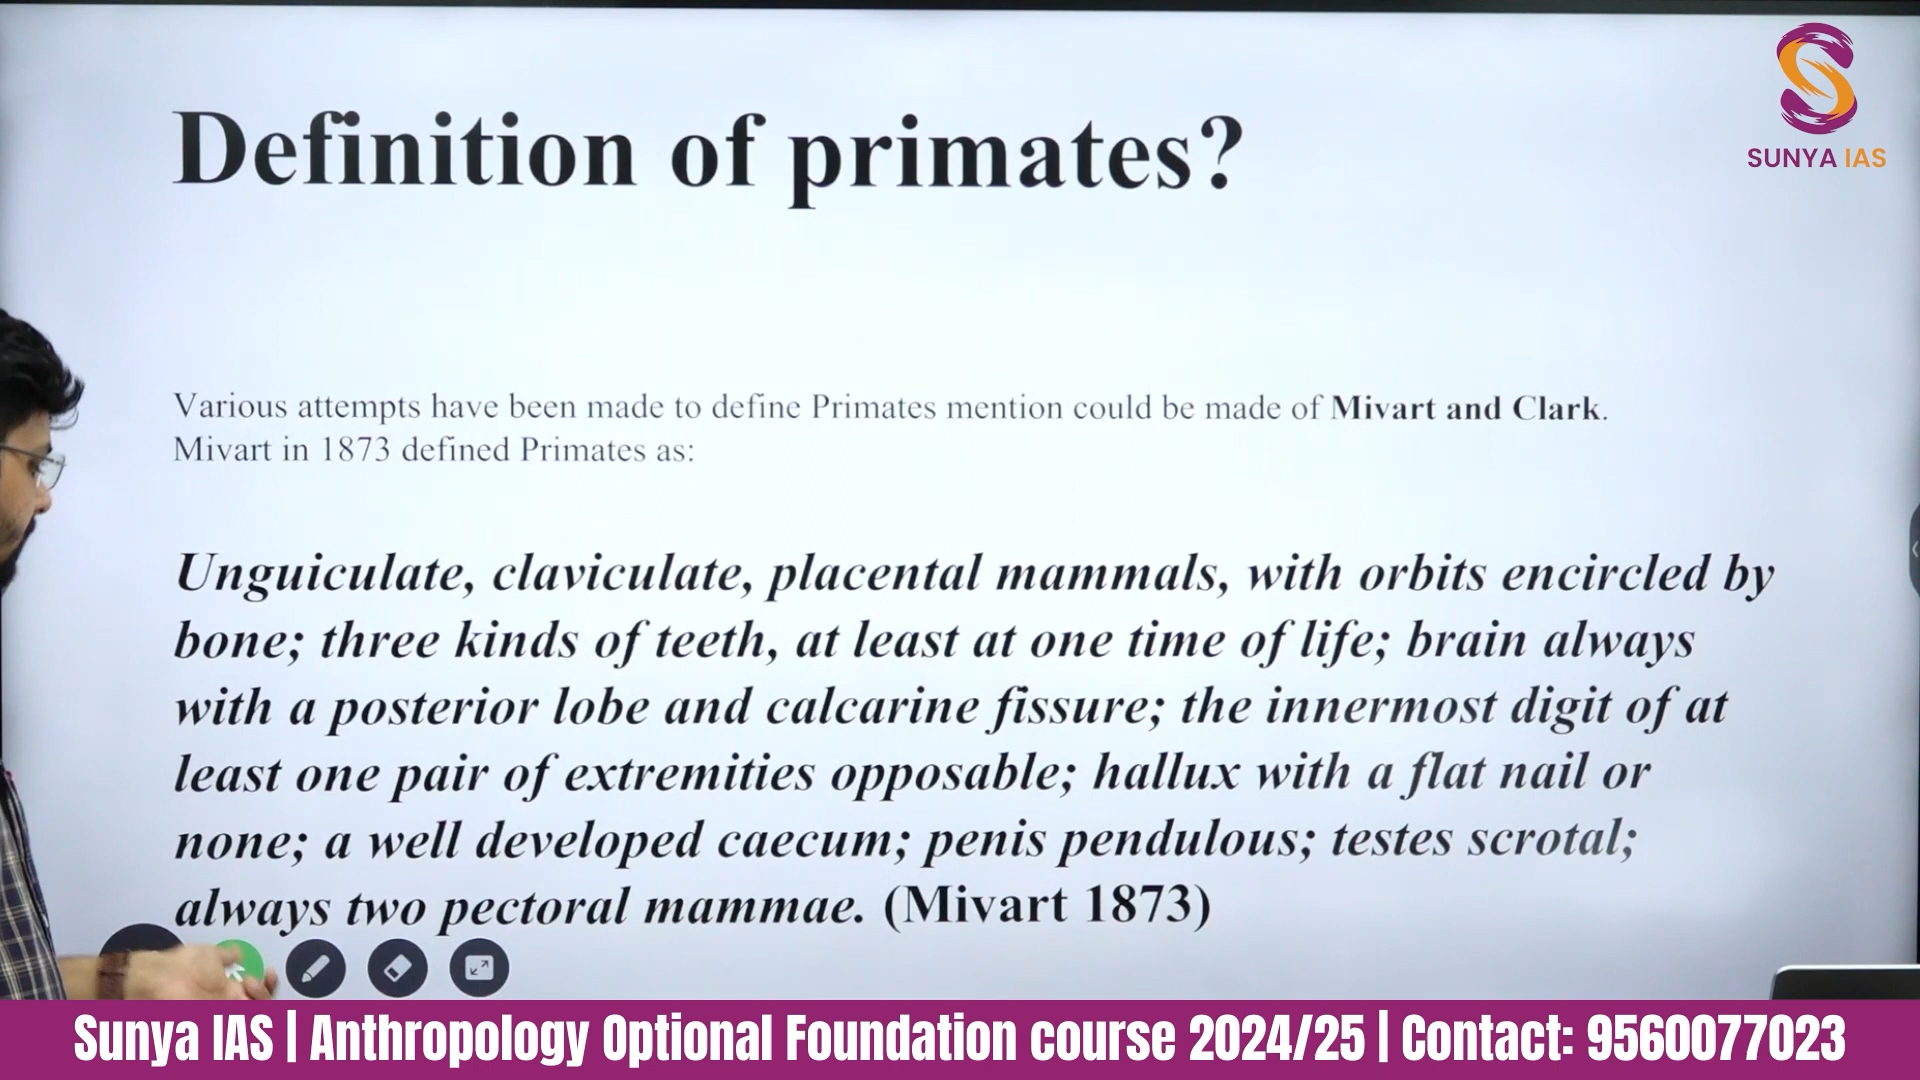 Definition of primates?
SUNYA IAS
Various attempts have been made to define Primates mention could be made of Mivart and Clark.
Mivart in 1873 defined Primates as:
Unguiculate, claviculate, placental mammals, with orbits encircled by
bone; three kinds of teeth, at least at one time of life; brain always
with a posterior lobe and calcarine fissure; the innermost digit of at
least one pair of extremities opposable; hallux with a flat nail or
none; a well developed caecum; penis pendulous; testes scrotal;
always two pectoral mammae. (Mivart 1873)
Sunya IAS | Anthropology Optional Foundation course 2024/25 | Contact: 9560077023